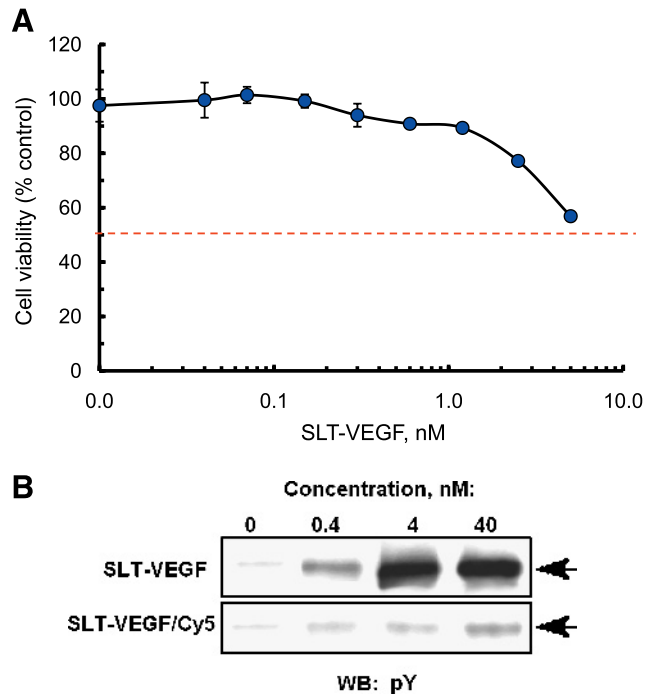 A
120
100
80
60
40
20
0
Cell viability (% control)
0.0 0.1 1.0 10.0
SLT-VEGF, nM
B
Concentration, nM:
0 0.4 4 40
SLT-VEGF
SLT-VEGF/Cy5
WB: pY